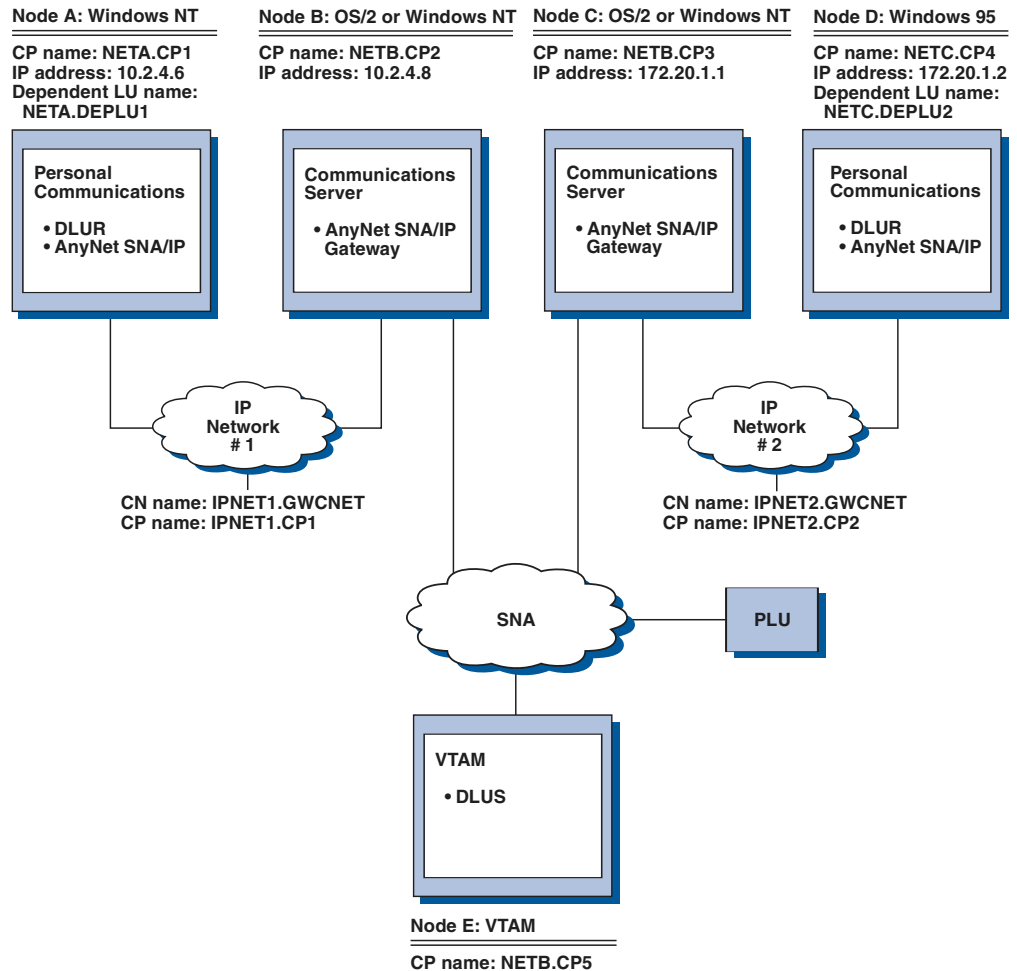 Node A: Windows NT
CP name: NETA.CP1
IP address: 10.2.4.6
Dependent LU name:
NETA.DEPLU1
Node B: OS/2 or Windows NT
CP name: NETB.CP2
IP address: 10.2.4.8
Node C: OS/2 or Windows NT
CP name: NETB.CP3
IP address: 172.20.1.1
Node D: Windows 95
CP name: NETC.CP4
IP address: 172.20.1.2
Dependent LU name:
NETC.DEPLU2
Personal
Communications
• DLUR
• AnyNet SNA/IP
Communications
Server
• AnyNet SNA/IP
Gateway
Communications
Server
• AnyNet SNA/IP
Gateway
Personal
Communications
• DLUR
• AnyNet SNA/IP
IP
Network
# 1
IP
Network
# 2
CN name: IPNET1.GWCNET
CP name: IPNET1.CP1
CN name: IPNET2.GWCNET
CP name: IPNET2.CP2
SNA
PLU
VTAM
• DLUS
Node E: VTAM
CP name: NETB.CP5